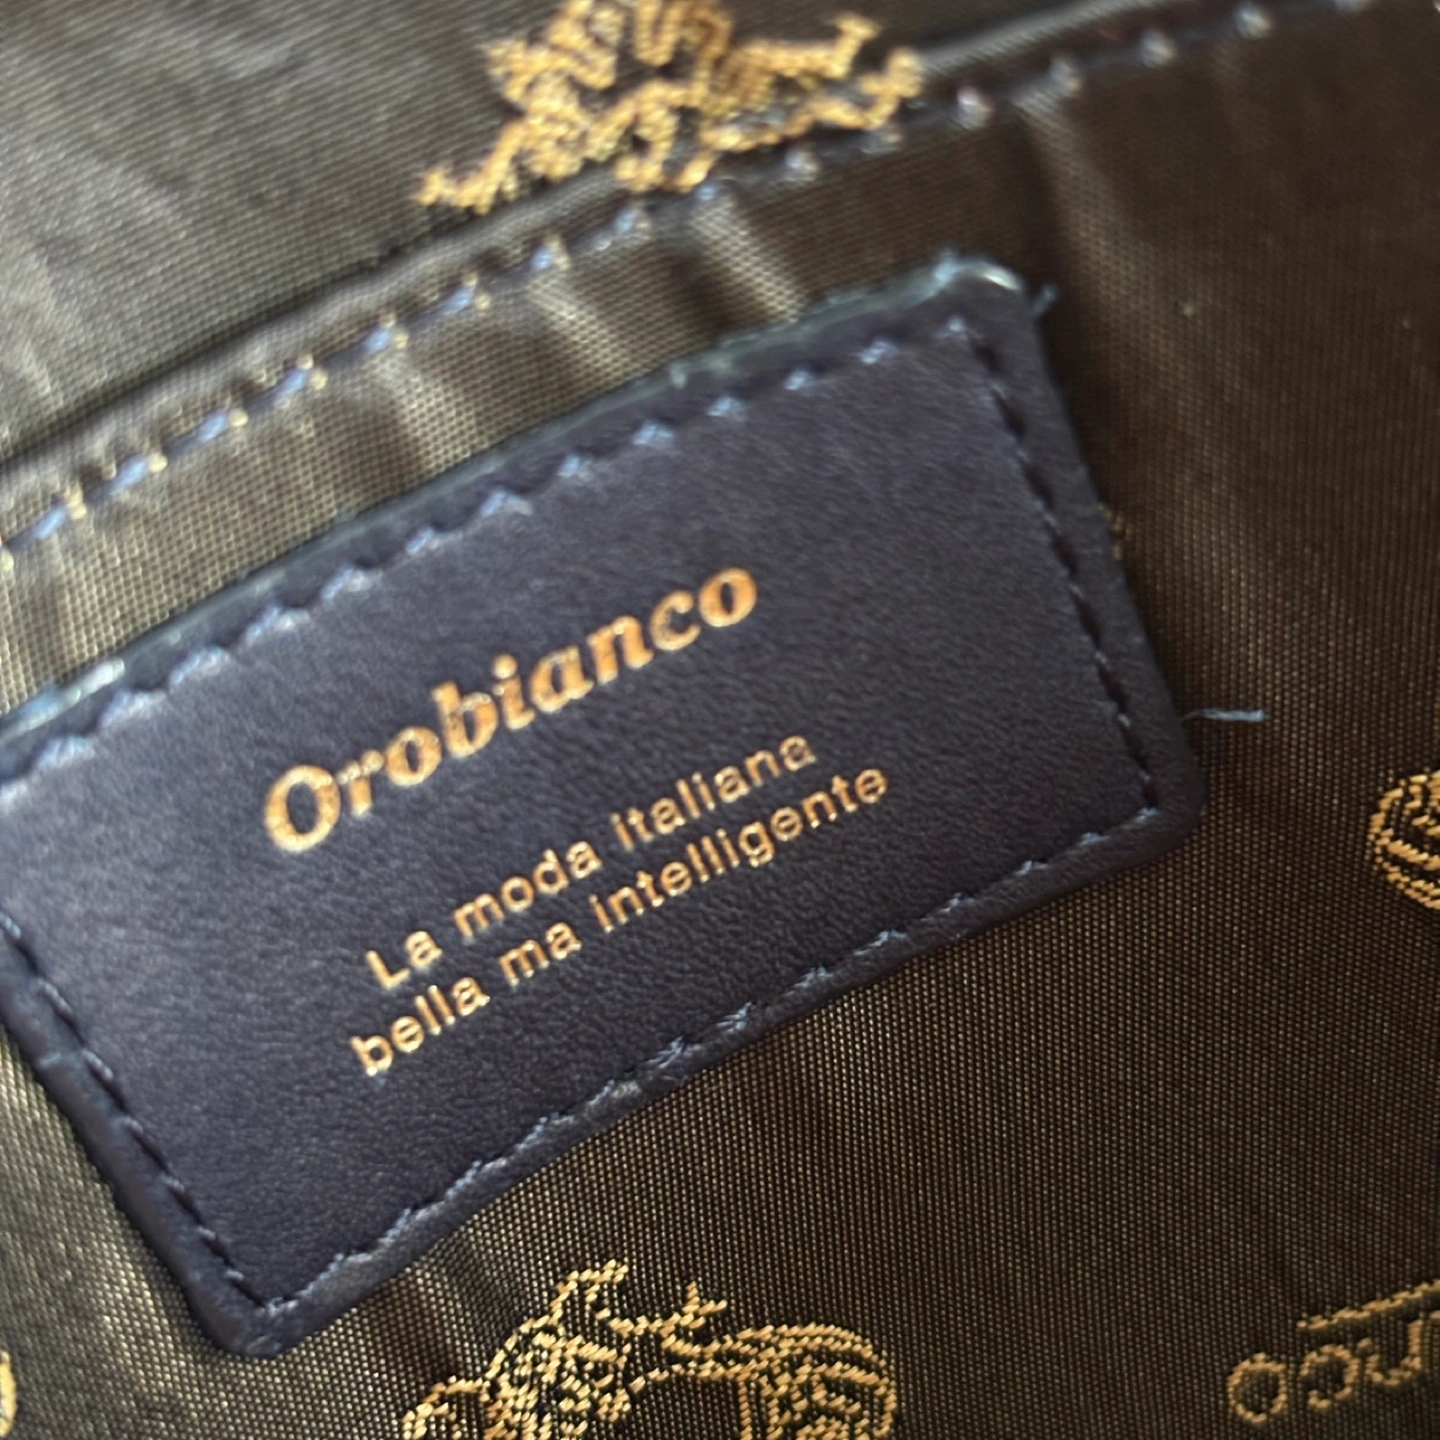 Orobianco
La moda italiana
bella ma intelligente